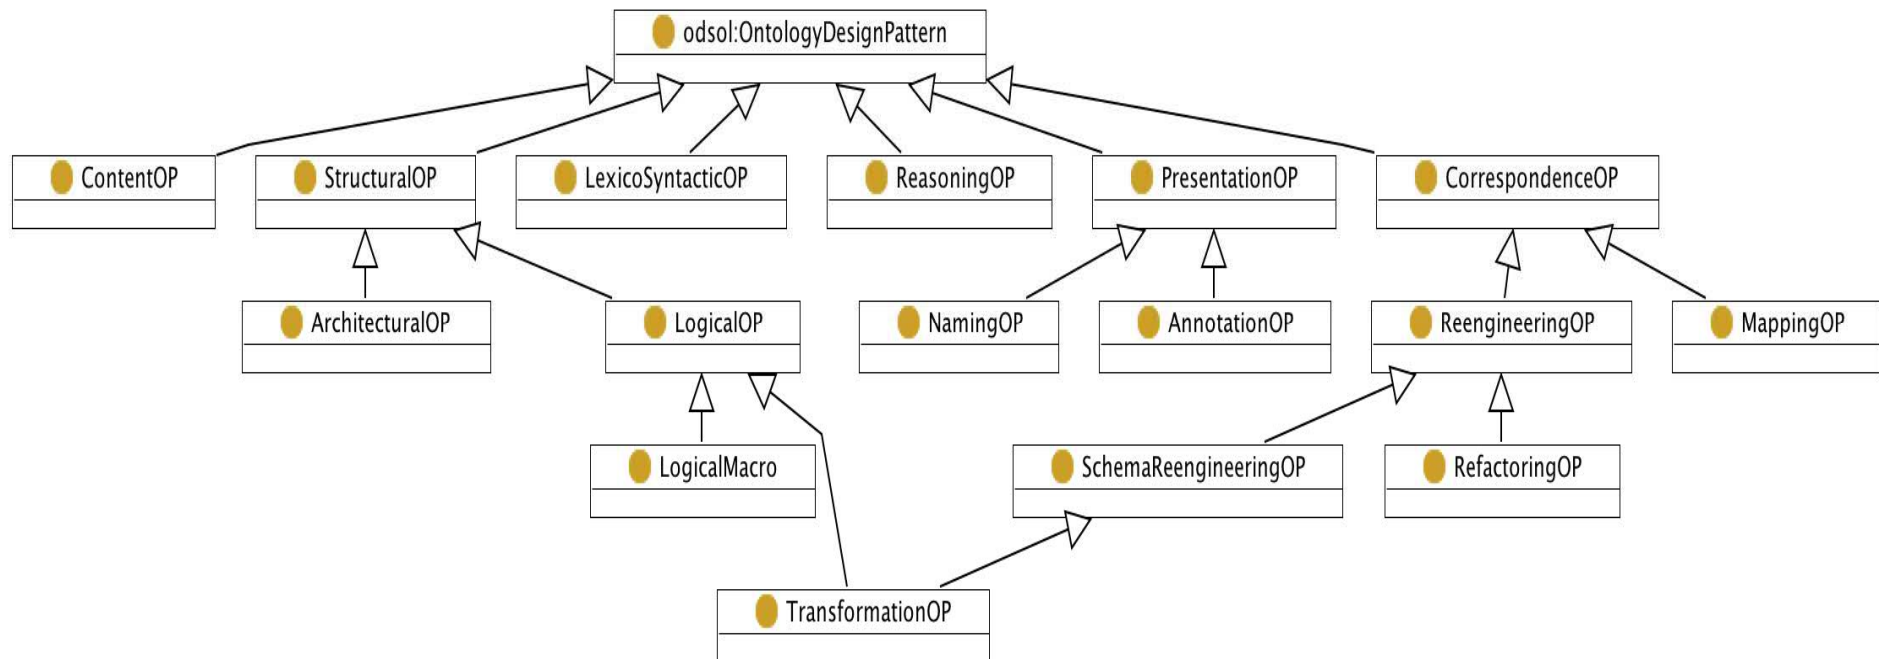 odsol:OntologyDesignPattern
ContentOP
StructuralOP
LexicoSyntacticOP
ReasoningOP
PresentationOP
CorrespondenceOP
ArchitecturalOP
LogicalOP
NamingOP
AnnotationOP
ReengineeringOP
MappingOP
LogicalMacro
SchemaReengineeringOP
RefactoringOP
TransformationOP